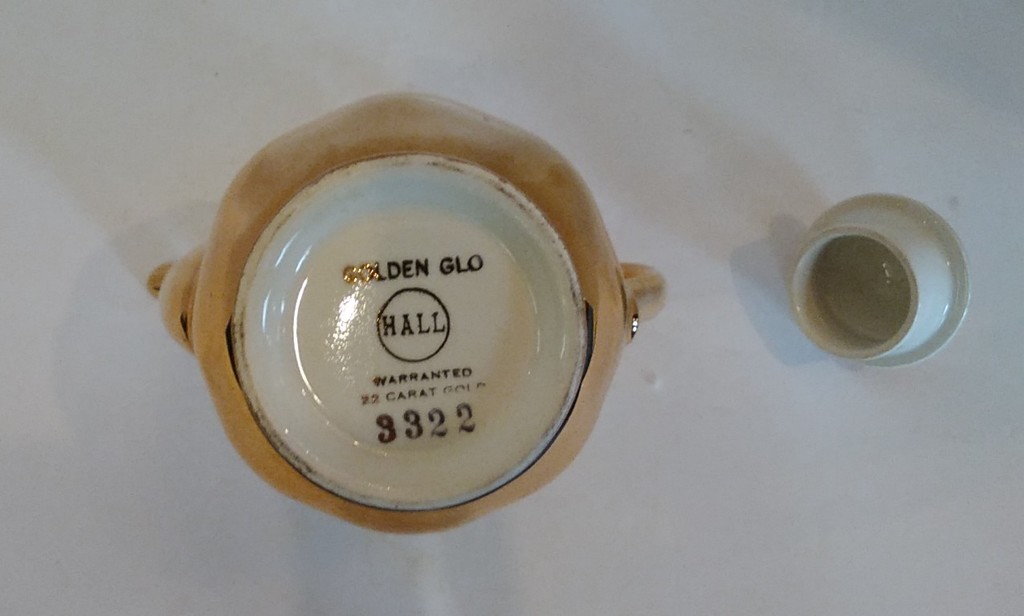 GOLDEN GLO
HALL
WARRANTED
22 CARAT GOLD
3322